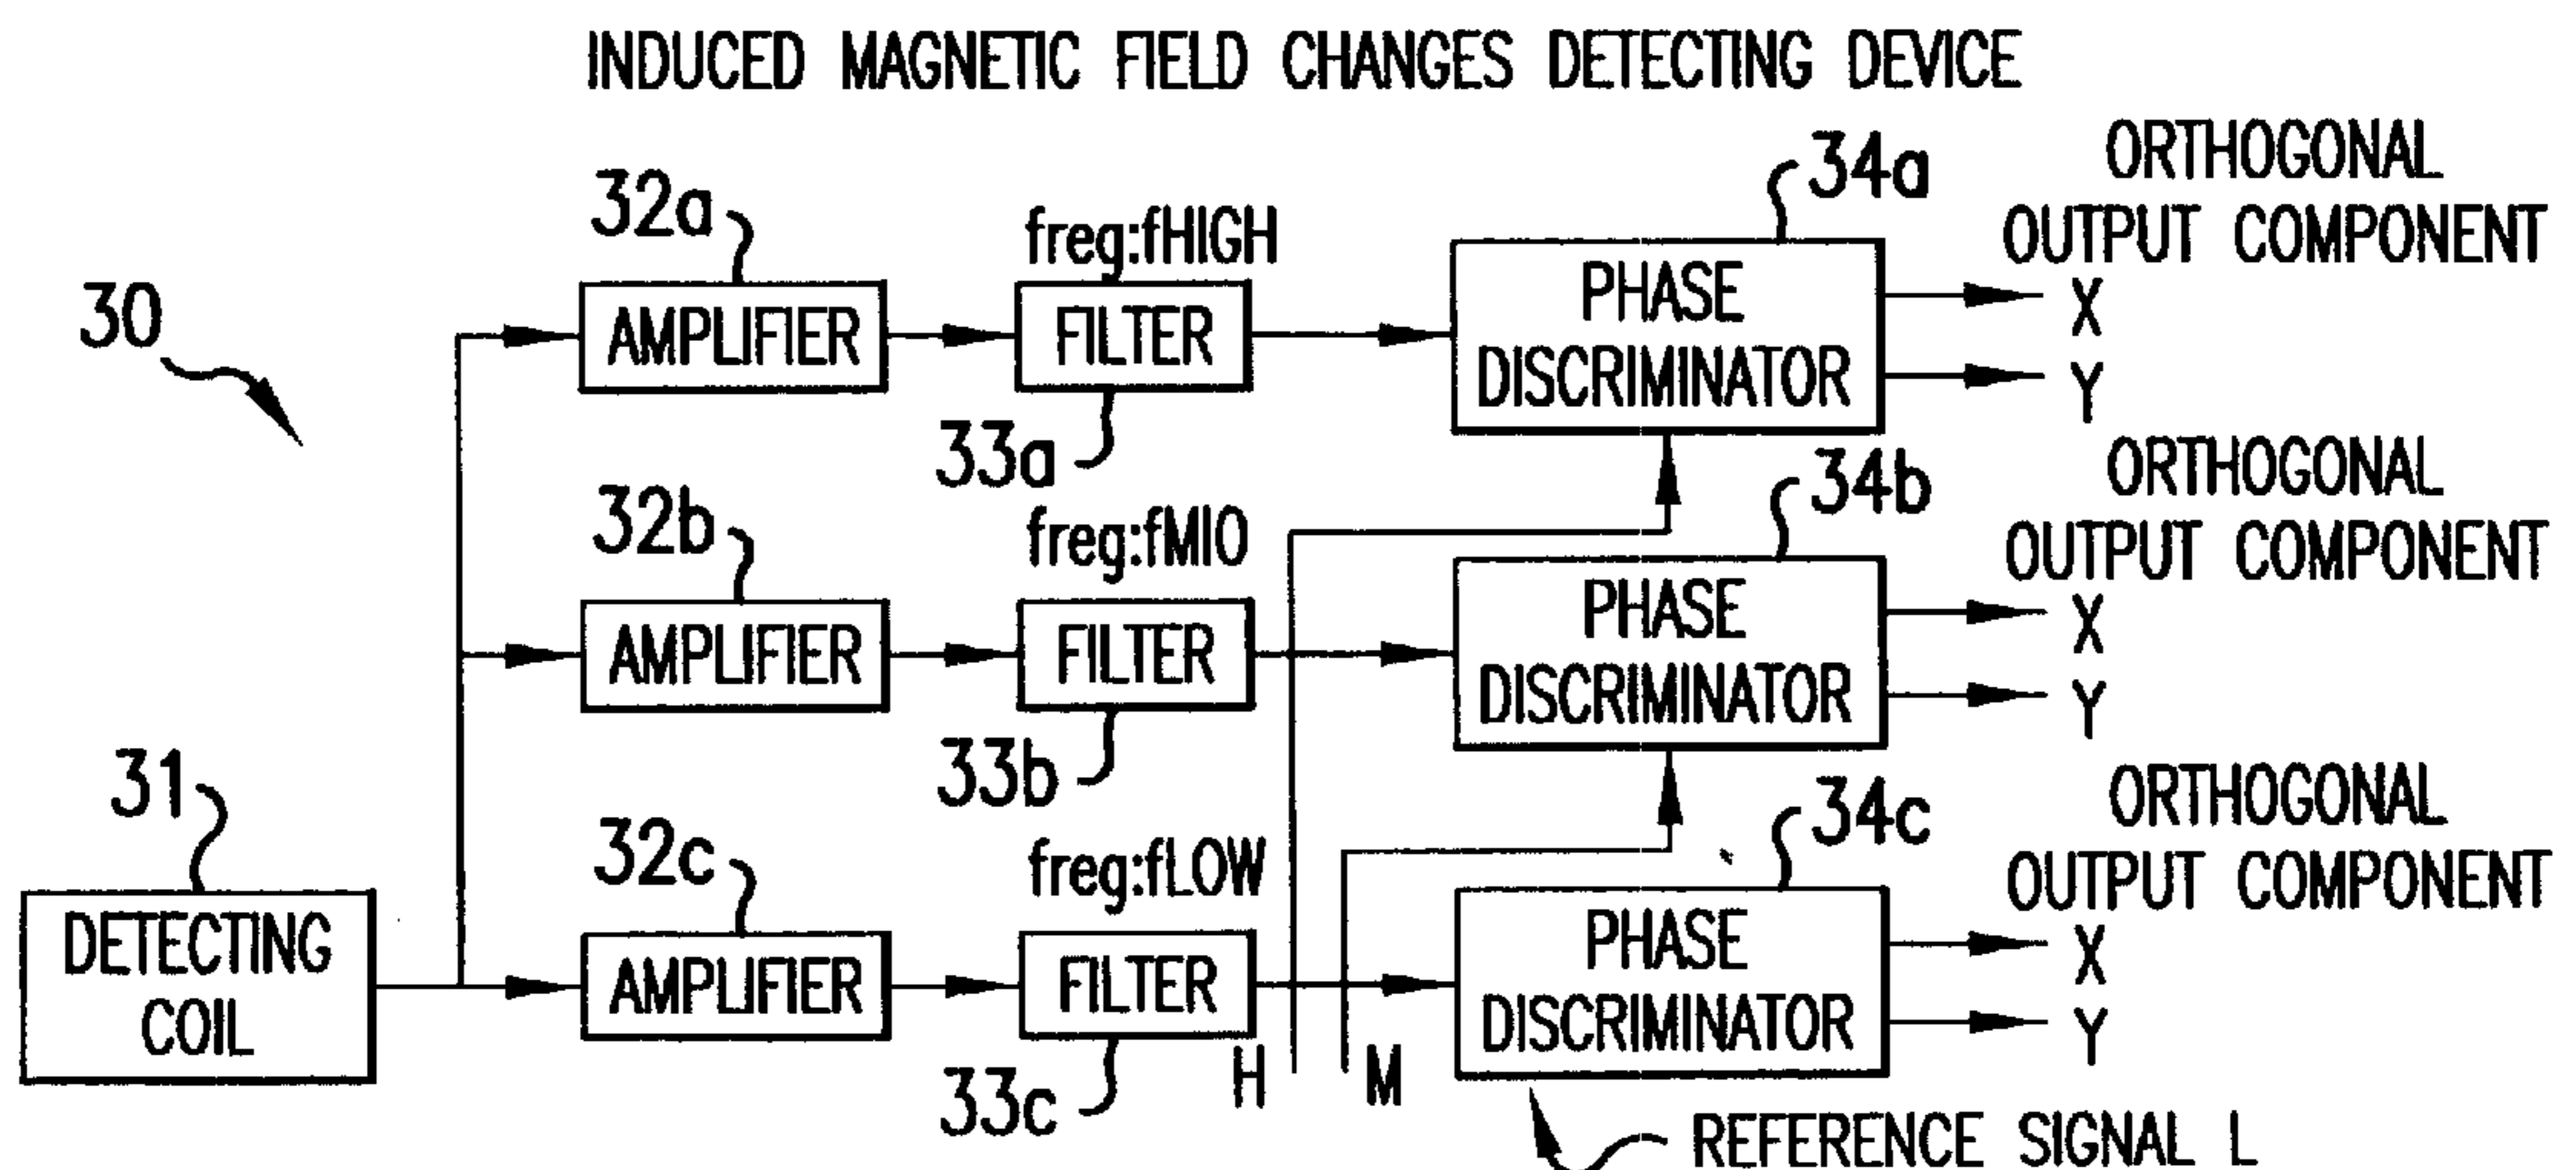 INDUCED MAGNETIC FIELD CHANGES DETECTING DEVICE
30
32a
freg:fHIGH
34a
ORTHOGONAL
OUTPUT COMPONENT
AMPLIFIER
FILTER
PHASE
DISCRIMINATOR
X
Y
33a
32b
freg:fMIO
34b
ORTHOGONAL
OUTPUT COMPONENT
AMPLIFIER
FILTER
PHASE
DISCRIMINATOR
X
Y
33b
31
32c
freg:fLOW
34c
ORTHOGONAL
OUTPUT COMPONENT
DETECTING
COIL
AMPLIFIER
FILTER
PHASE
DISCRIMINATOR
X
Y
33c
H
M
REFERENCE SIGNAL L